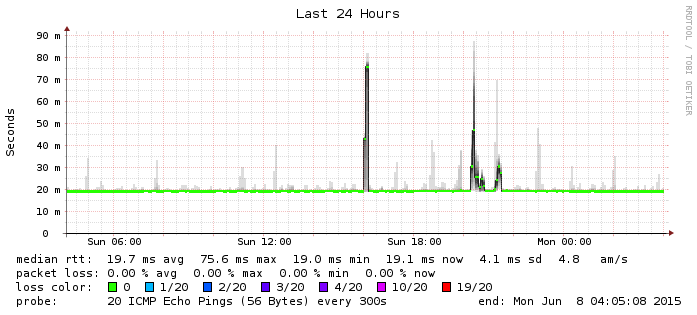 Last 24 Hours
RRDTOOL / TOBI OETIKER
Seconds
90 m
80 m
70 m
60 m
50 m
40 m
30 m
20 m
10 m
0
Sun 06:00 Sun 12:00 Sun 18:00 Mon 00:00
median rtt: 19.7 ms avg 75.6 ms max 19.0 ms min 19.1 ms now 4.1 ms sd 4.8 am/s
packet loss: 0.00 % avg 0.00 % max 0.00 % min 0.00 % now
loss color: 0 1/20 2/20 3/20 4/20 10/20 19/20
probe: 20 ICMP Echo Pings (56 Bytes) every 300s end: Mon Jun 8 04:05:08 2015